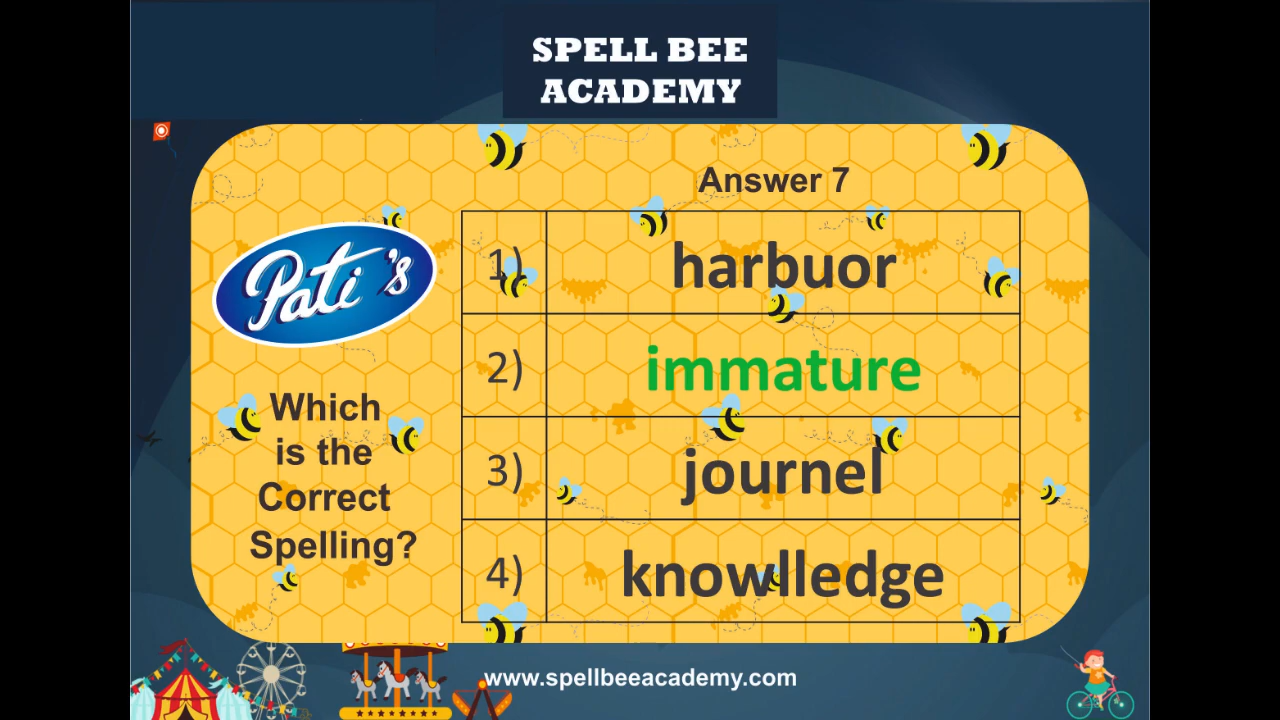 SPELL BEE
ACADEMY
Answer 7
Pati's
Which
is the
Correct
Spelling?
1) harbuor
2) immature
3) journel
4) knowlledge
www.spellbeeacademy.com